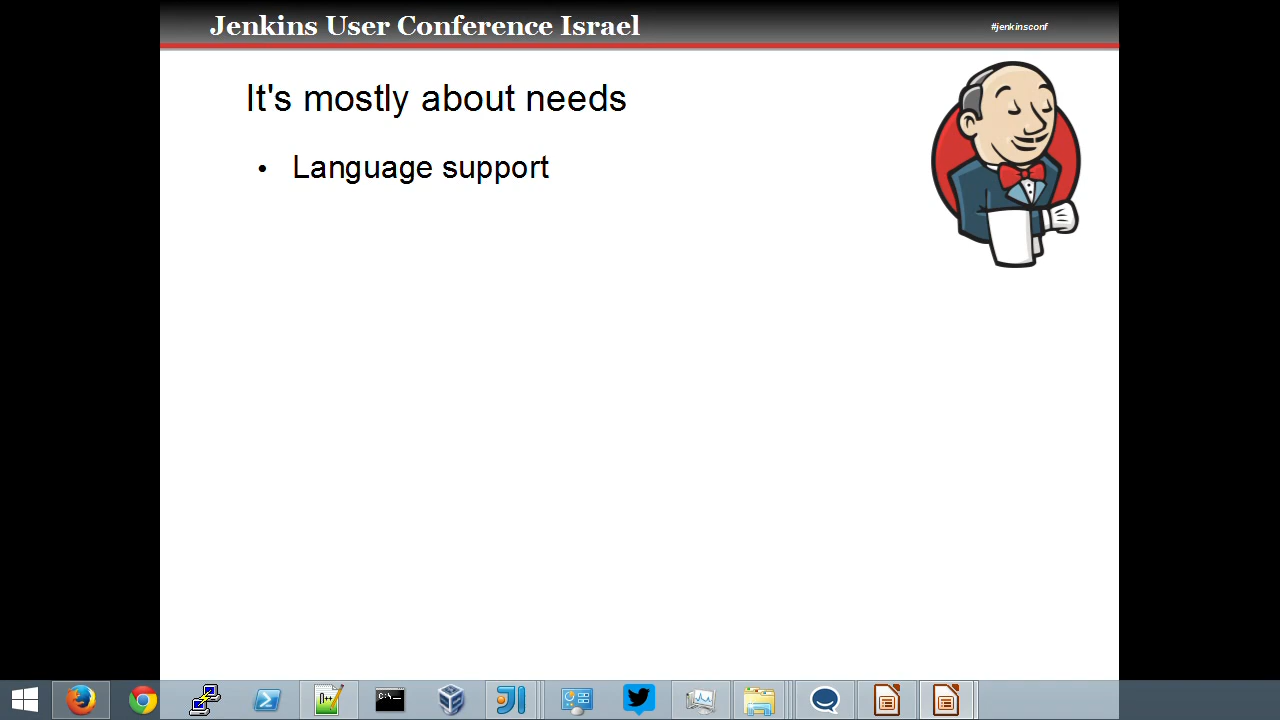 Jenkins User Conference Israel
#jenkinsconf
It's mostly about needs
• Language support